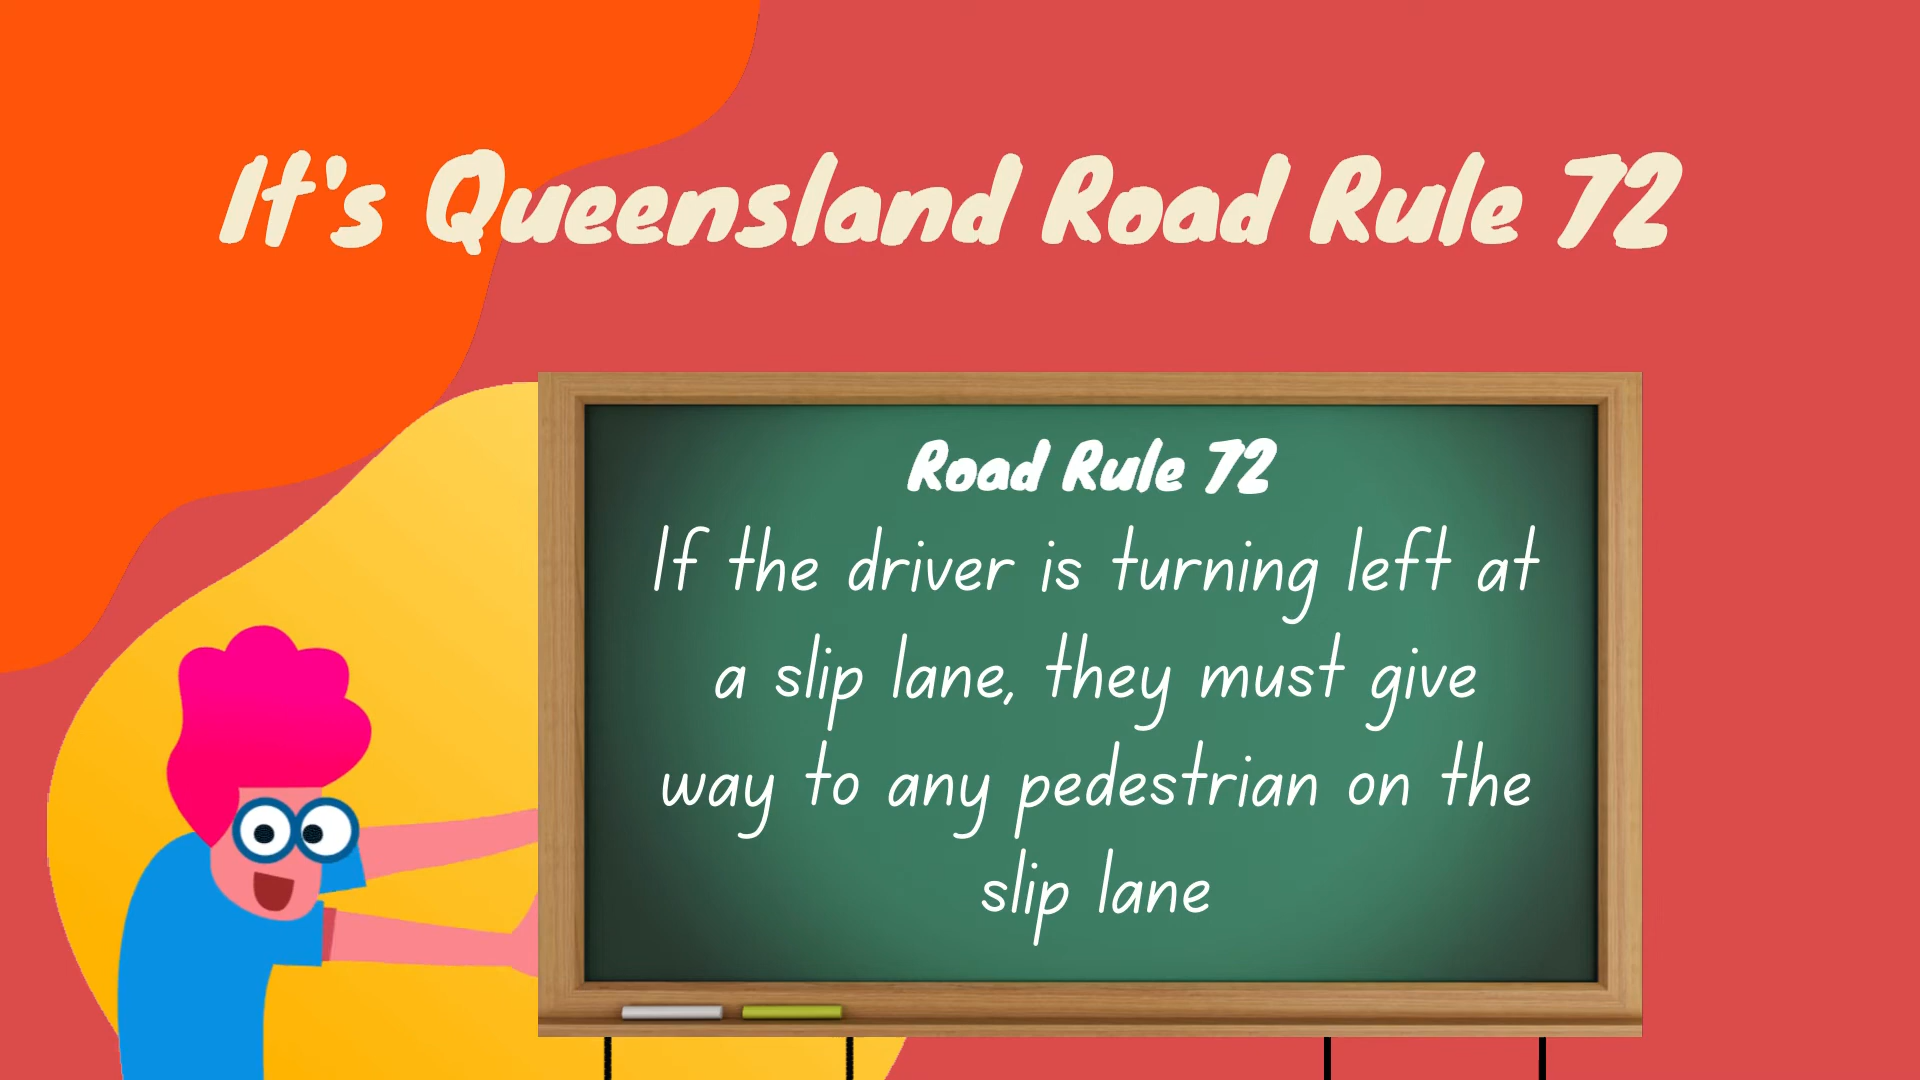 It's Queensland Road Rule 72
Road Rule 72
If the driver is turning left at
a slip lane, they must give
way to any pedestrian on the
slip lane